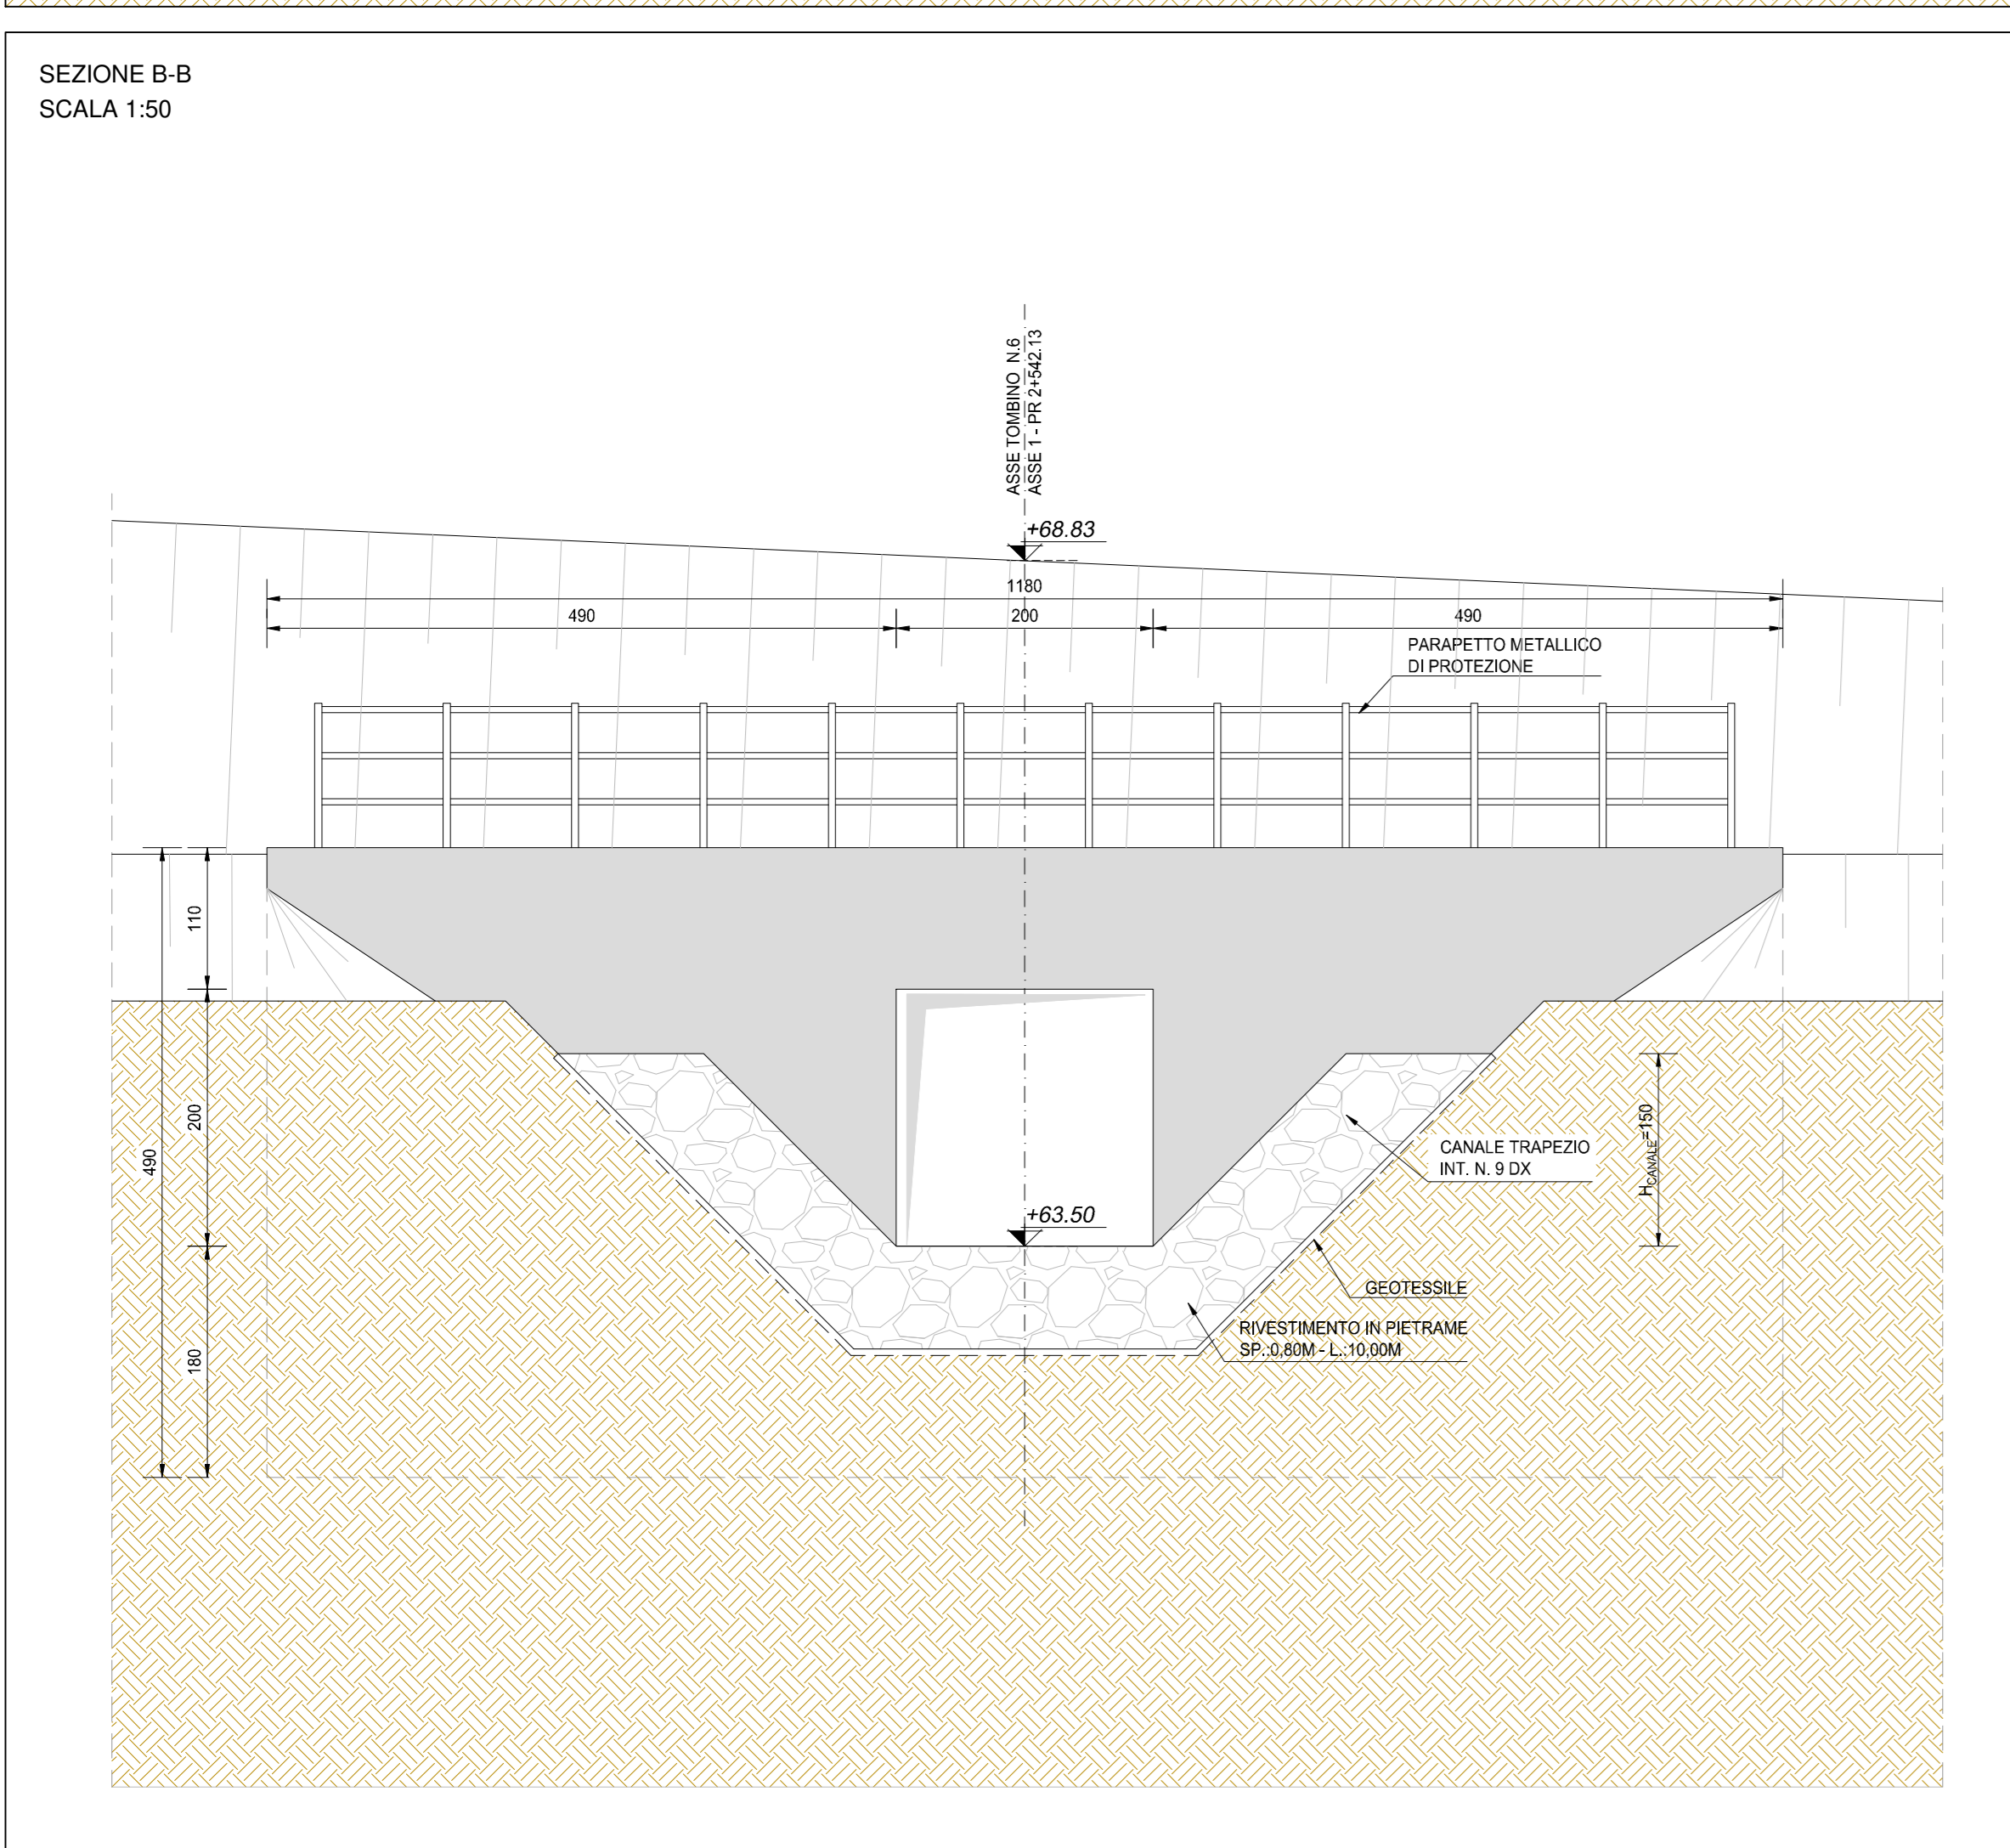 SEZIONE B-B
SCALA 1:50
ASSE TOMBINO N.6
ASSE 1 - PR 2+542.13
+68.83
1180
490
200
490
PARAPETTO METALLICO
DI PROTEZIONE
110
200
490
180
H CANALE=150
CANALE TRAPEZIO
INT. N. 9 DX
+63.50
GEOTESSILE
RIVESTIMENTO IN PIETRAME
SP.:0,80M - L.:10,00M